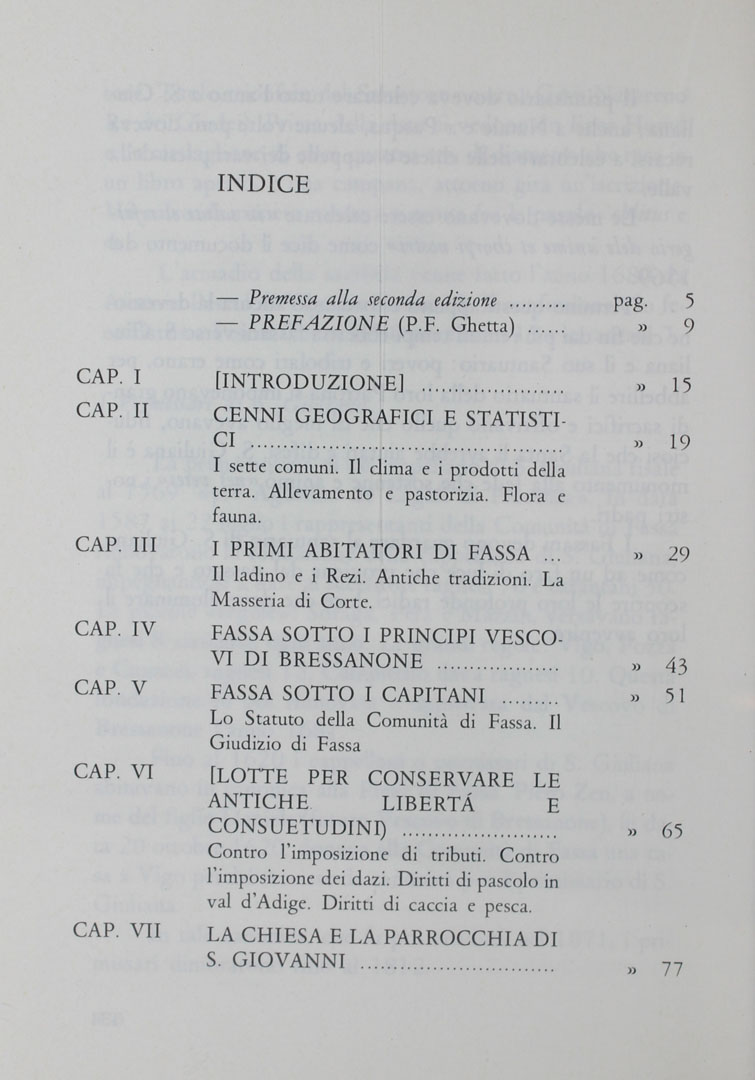 INDICE
— Premessa alla seconda edizione ......... pag. 5
— PREFAZIONE (P.F. Ghetta) ...... » 9
CAP. I [INTRODUZIONE] ..................... » 15
CAP. II CENNI GEOGRAFICI E STATISTI-
CI .............................................. » 19
I sette comuni. Il clima e i prodotti della
terra. Allevamento e pastorizia. Flora e
fauna.
CAP. III I PRIMI ABITATORI DI FASSA ... » 29
Il ladino e i Rezi. Antiche tradizioni. La
Masseria di Corte.
CAP. IV FASSA SOTTO I PRINCIPI VESCO-
VI DI BRESSANONE .................. » 43
CAP. V FASSA SOTTO I CAPITANI ......... » 51
Lo Statuto della Comunità di Fassa. Il
Giudizio di Fassa
CAP. VI [LOTTE PER CONSERVARE LE
ANTICHE LIBERTÁ E
CONSUETUDINI) ....................... » 65
Contro l'imposizione di tributi. Contro
l'imposizione dei dazi. Diritti di pascolo in
val d'Adige. Diritti di caccia e pesca.
CAP. VII LA CHIESA E LA PARROCCHIA DI
S. GIOVANNI ............................. » 77